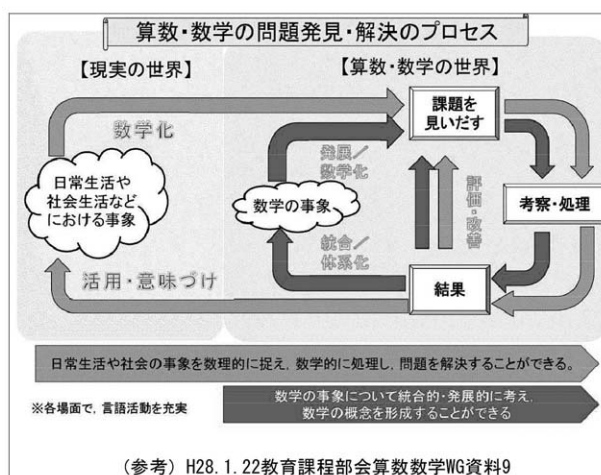 算数・数学の問題発見・解決のプロセス
【現実の世界】
【算数・数学の世界】
数学化
日常生活や
社会生活など
における事象
活用・意味づけ
発展／
数学化
数学の事象
統合／
体系化
課題を
見いだす
評価・改善
考察・処理
結果
日常生活や社会の事象を数理的に捉え，数学的に処理し，問題を解決することができる。
※各場面で，言語活動を充実
数学の事象について統合的・発展的に考え，
数学の概念を形成することができる
(参考) H28.1.22教育課程部会算数数学WG資料9